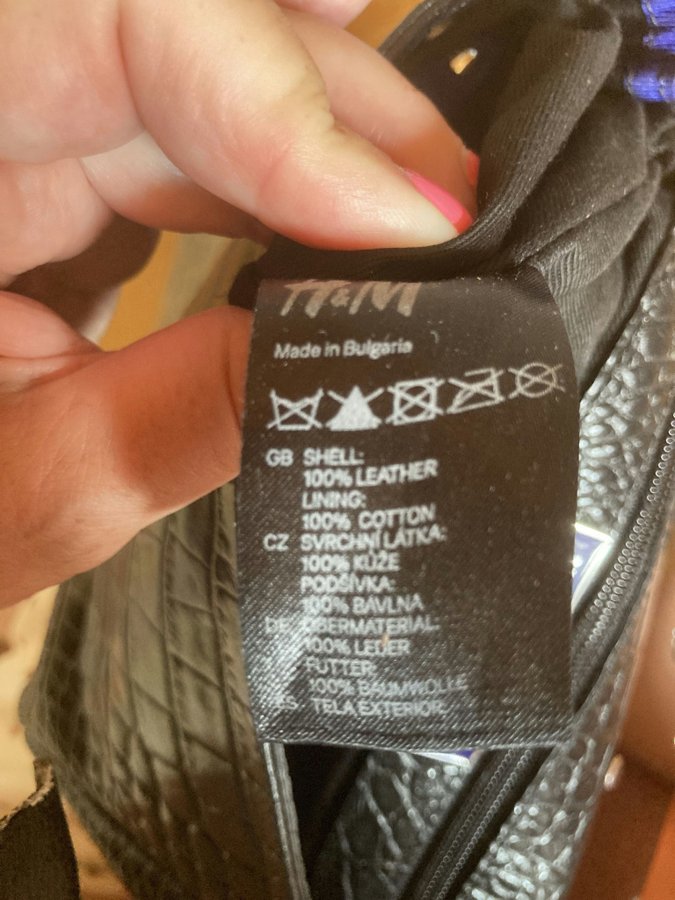 H&M
Made in Bulgaria
GB SHELL:
100% LEATHER
LINING:
100% COTTON
CZ SVRCHNÍ LÁTKA:
100% KŮŽE
PODŠÍVKA:
100% BAVLNA
DE OBERMATERIAL:
100% LEDER
FUTTER:
100% BAUMWOLLE
ES TELA EXTERIOR: